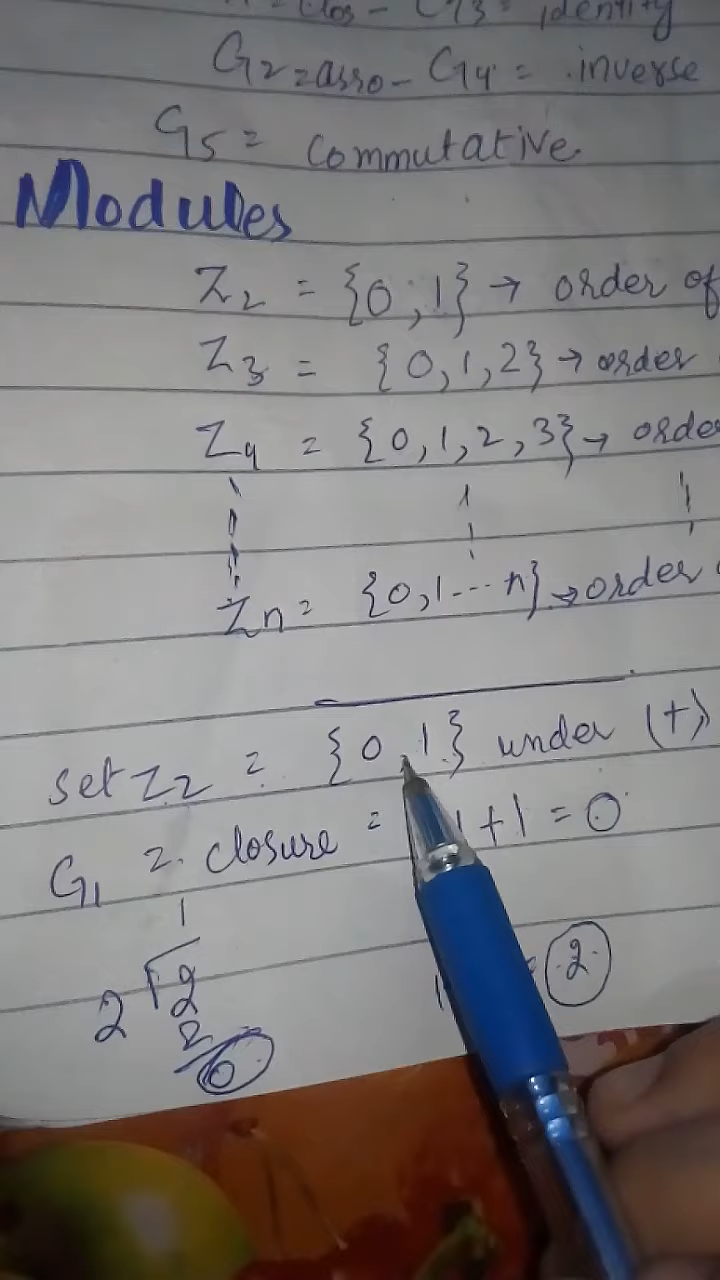 identity
G2 = asso - G4 = inverse
G5 = commutative
Modules
Z2 = {0,1} → order of
Z3 = {0,1,2} → order
Z4 = {0,1,2,3} → orde
Zn = {0,1---n} → order
set Z2 = {0,1} under (+)
G1 = closure = 1+1=0
1
2 2 2
2
0